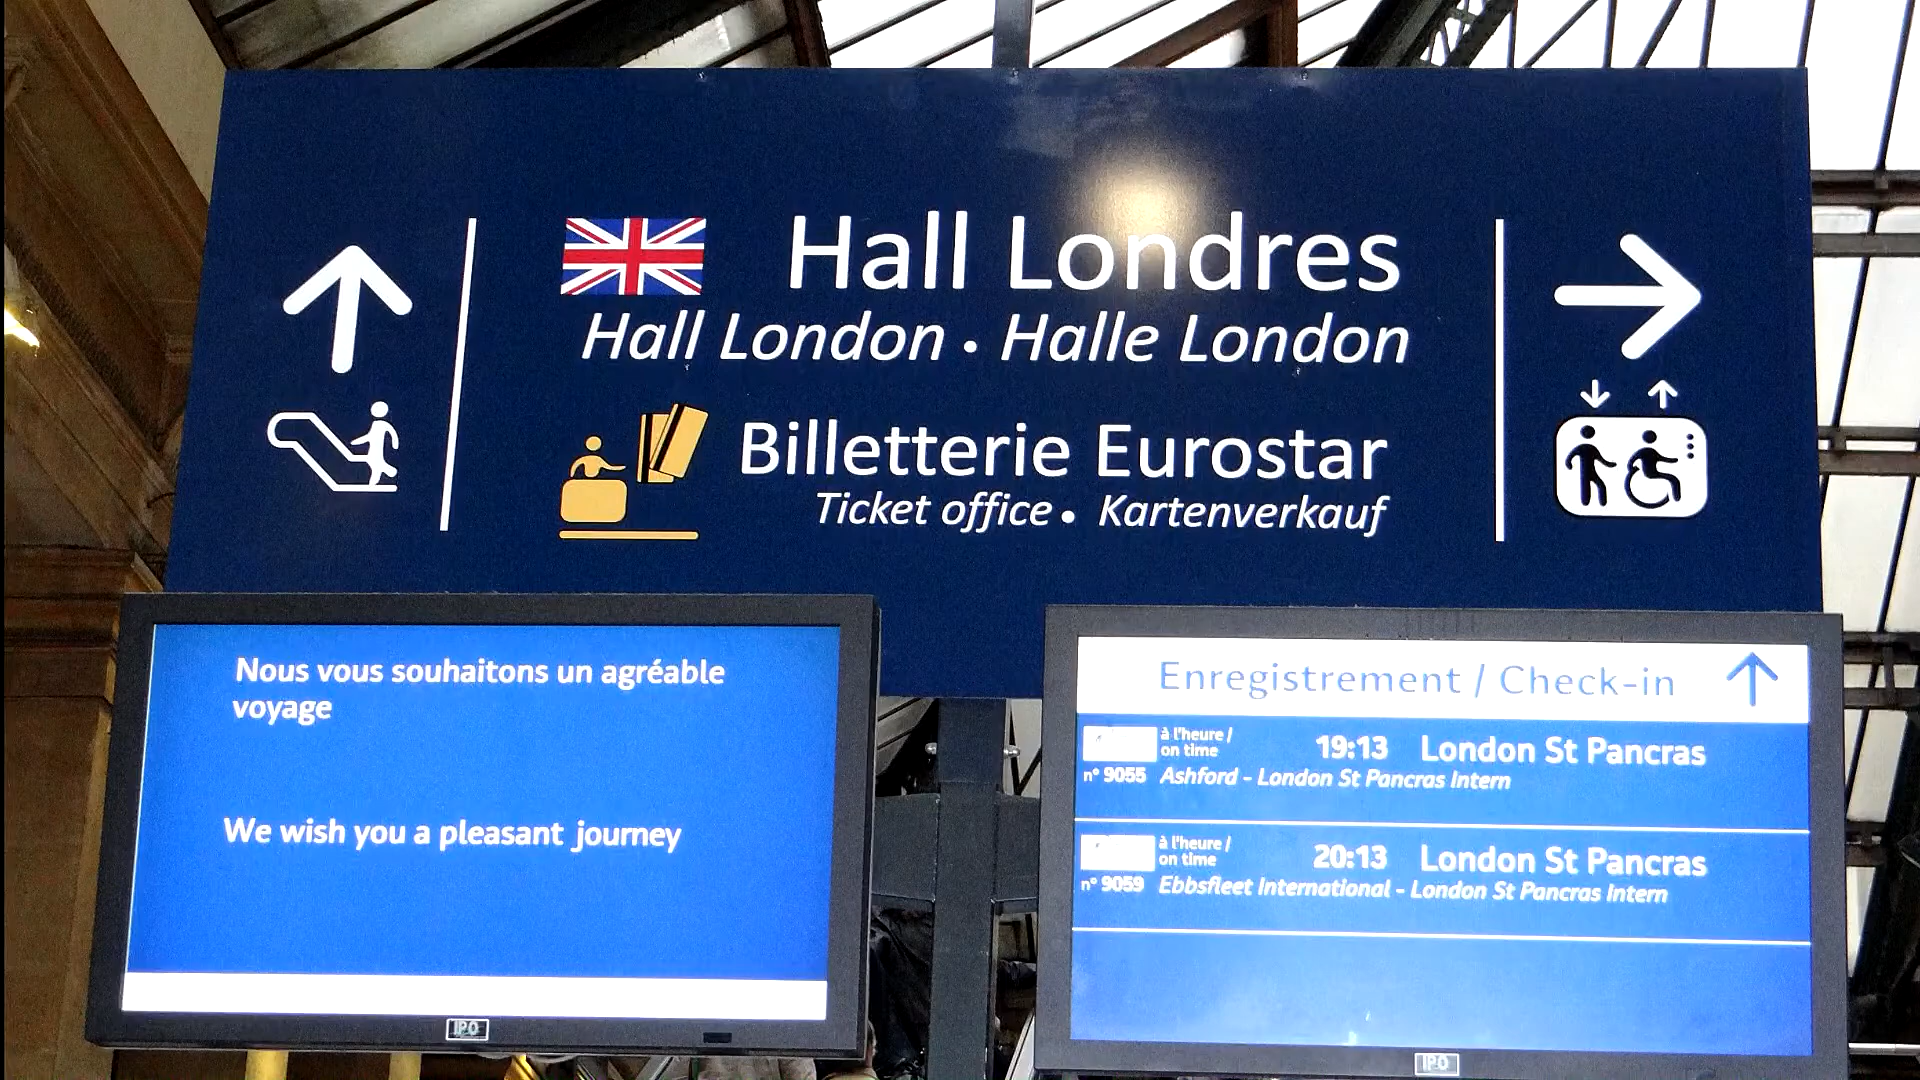 Hall Londres
Hall London • Halle London
Billetterie Eurostar
Ticket office • Kartenverkauf
Nous vous souhaitons un agréable
voyage
We wish you a pleasant journey
IPO
Enregistrement / Check-in
à l'heure /
on time
19:13 London St Pancras
n° 9055 Ashford - London St Pancras Intern
à l'heure /
on time
20:13 London St Pancras
n° 9059 Ebbsfleet International - London St Pancras Intern
IPO